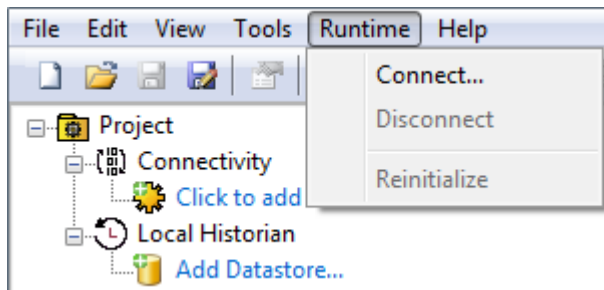 File Edit View Tools Runtime Help
Connect...
Disconnect
Reinitialize
Project
Connectivity
Click to add
Local Historian
Add Datastore...